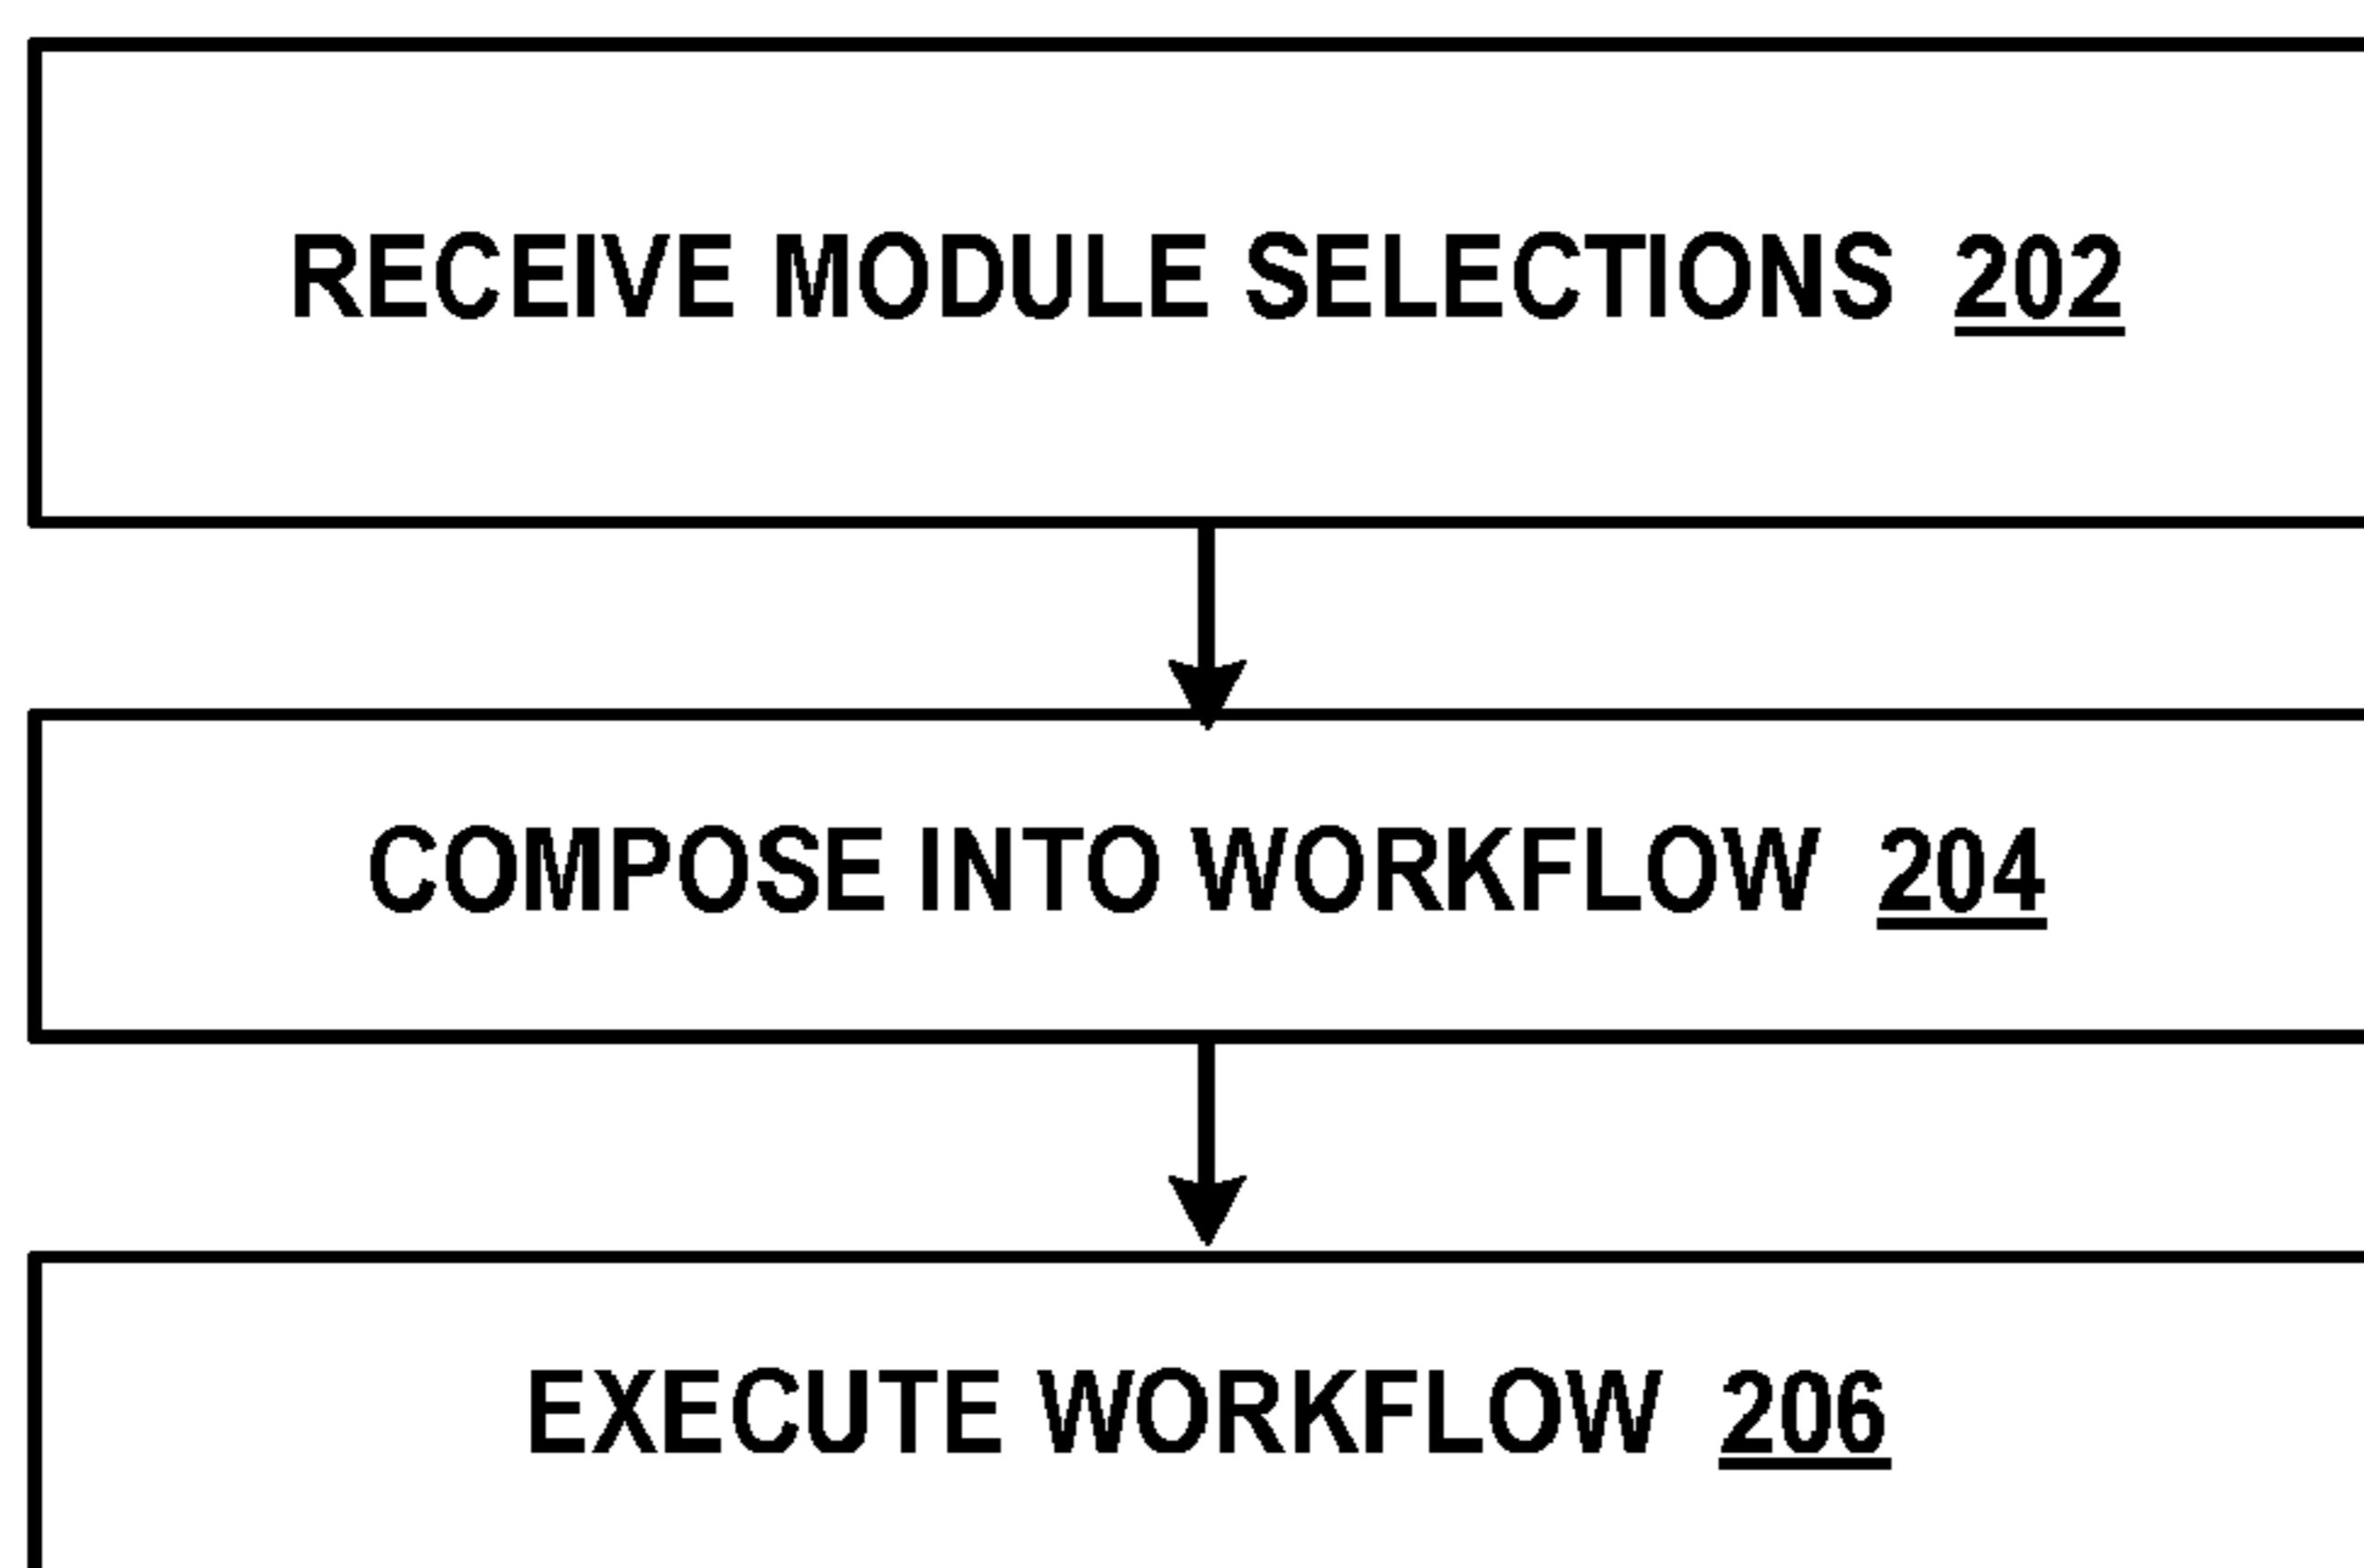 RECEIVE MODULE SELECTIONS 202
COMPOSE INTO WORKFLOW 204
EXECUTE WORKFLOW 206